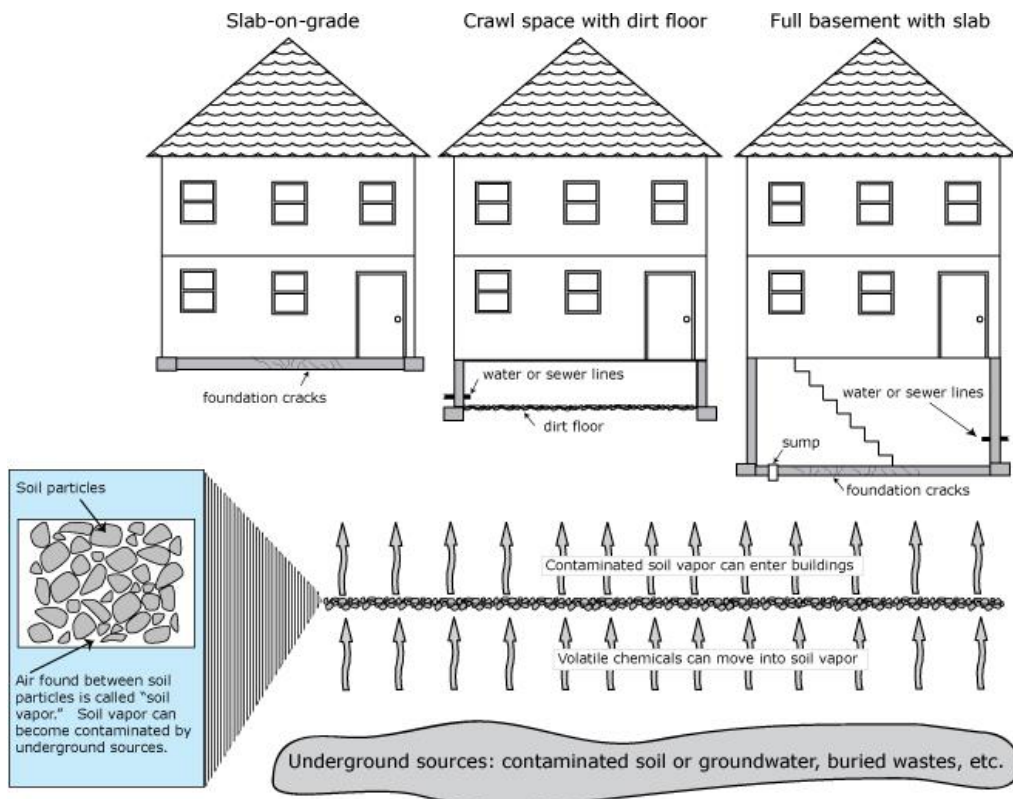 Slab-on-grade
Crawl space with dirt floor
Full basement with slab
foundation cracks
water or sewer lines
dirt floor
water or sewer lines
sump
foundation cracks
Soil particles
Air found between soil
particles is called “soil
vapor.” Soil vapor can
become contaminated by
underground sources.
Contaminated soil vapor can enter buildings
Volatile chemicals can move into soil vapor
Underground sources: contaminated soil or groundwater, buried wastes, etc.